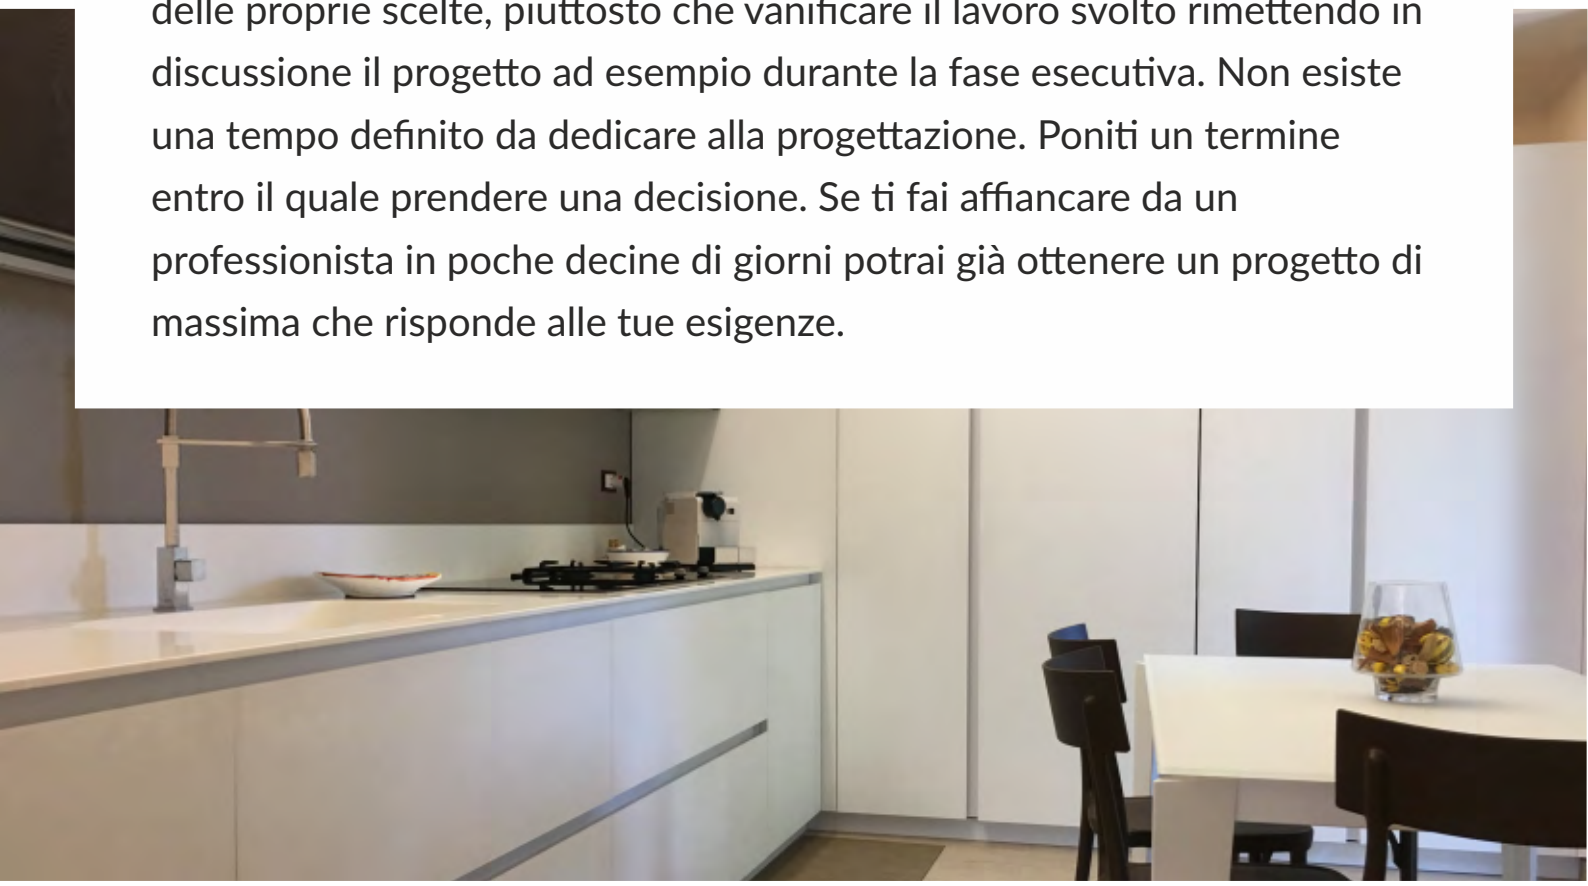 delle proprie scelte, piuttosto che vanificare il lavoro svolto rimettendo in
discussione il progetto ad esempio durante la fase esecutiva. Non esiste
una tempo definito da dedicare alla progettazione. Poniti un termine
entro il quale prendere una decisione. Se ti fai affiancare da un
professionista in poche decine di giorni potrai già ottenere un progetto di
massima che risponde alle tue esigenze.